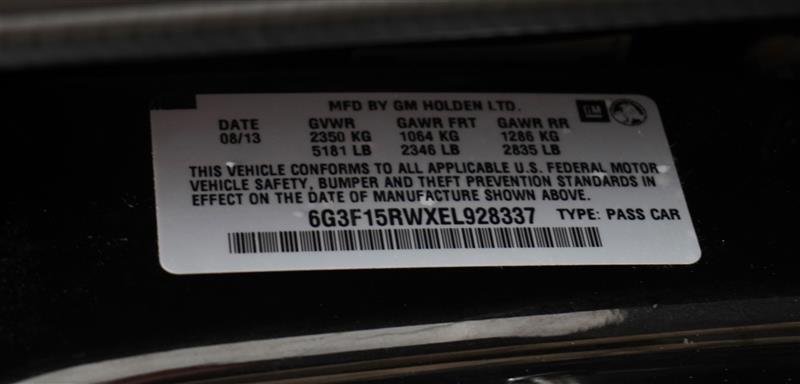 MFD BY GM HOLDEN LTD. GM
DATE GVWR GAWR FRT GAWR RR
08/13 2350 KG 1064 KG 1286 KG
5181 LB 2346 LB 2835 LB
THIS VEHICLE CONFORMS TO ALL APPLICABLE U.S. FEDERAL MOTOR
VEHICLE SAFETY, BUMPER AND THEFT PREVENTION STANDARDS IN
EFFECT ON THE DATE OF MANUFACTURE SHOWN ABOVE.
6G3F15RWXEL928337 TYPE: PASS CAR